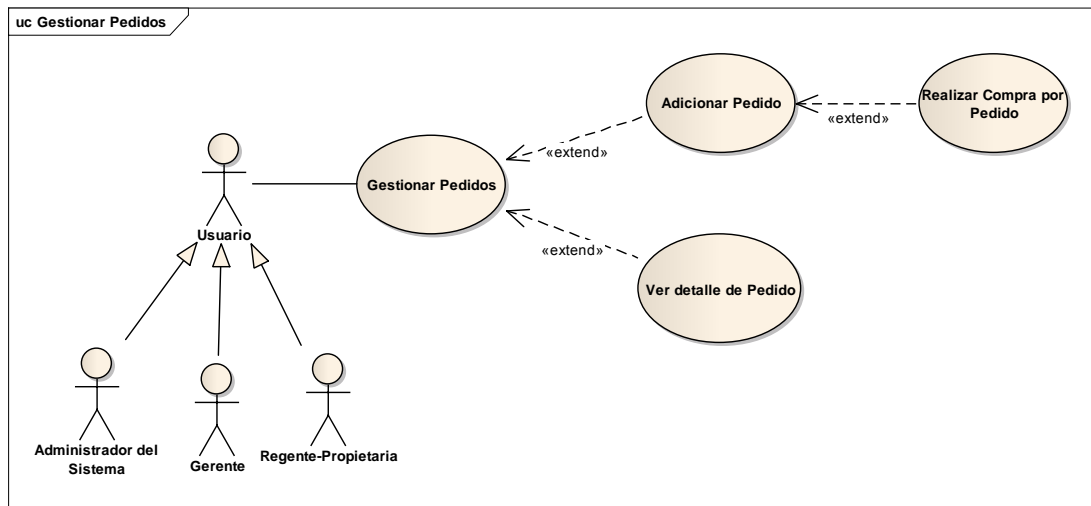 uc Gestionar Pedidos
Adicionar Pedido
Realizar Compra por
Pedido
«extend»
«extend»
Gestionar Pedidos
Usuario
«extend»
Ver detalle de Pedido
Administrador del
Sistema
Gerente
Regente-Propietaria